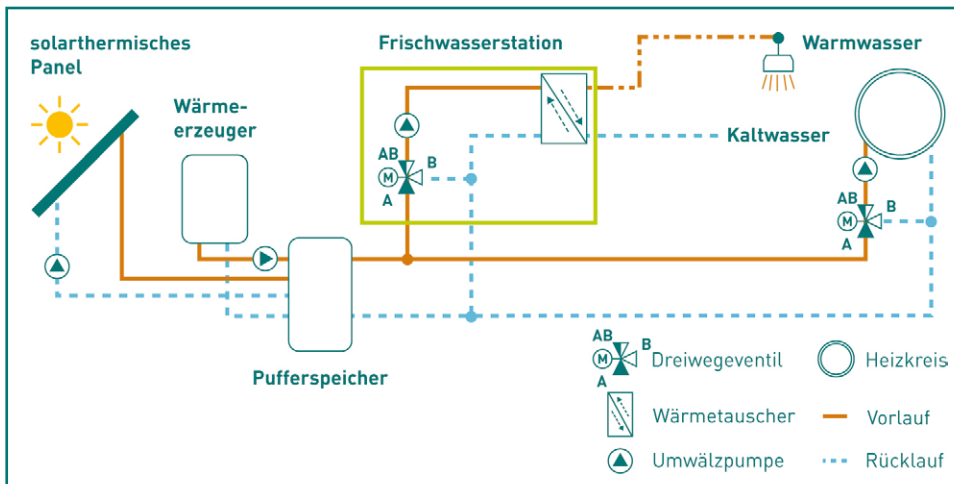 solarthermisches
Panel
Frischwasserstation
Warmwasser
Wärme-
erzeuger
Kaltwasser
AB
B
M
A
AB
B
M
A
Pufferspeicher
AB
B
M
A
Dreiwegeventil
Heizkreis
Wärmetauscher
Vorlauf
Umwälzpumpe
Rücklauf